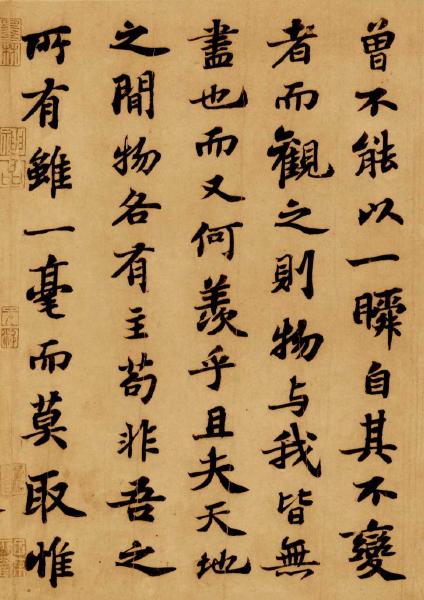 曾不能以一瞬自其不變
者而觀之則物与我皆無
盡也而又何羨乎且夫天地
之間物各有主苟非吾之
所有雖一毫而莫取惟